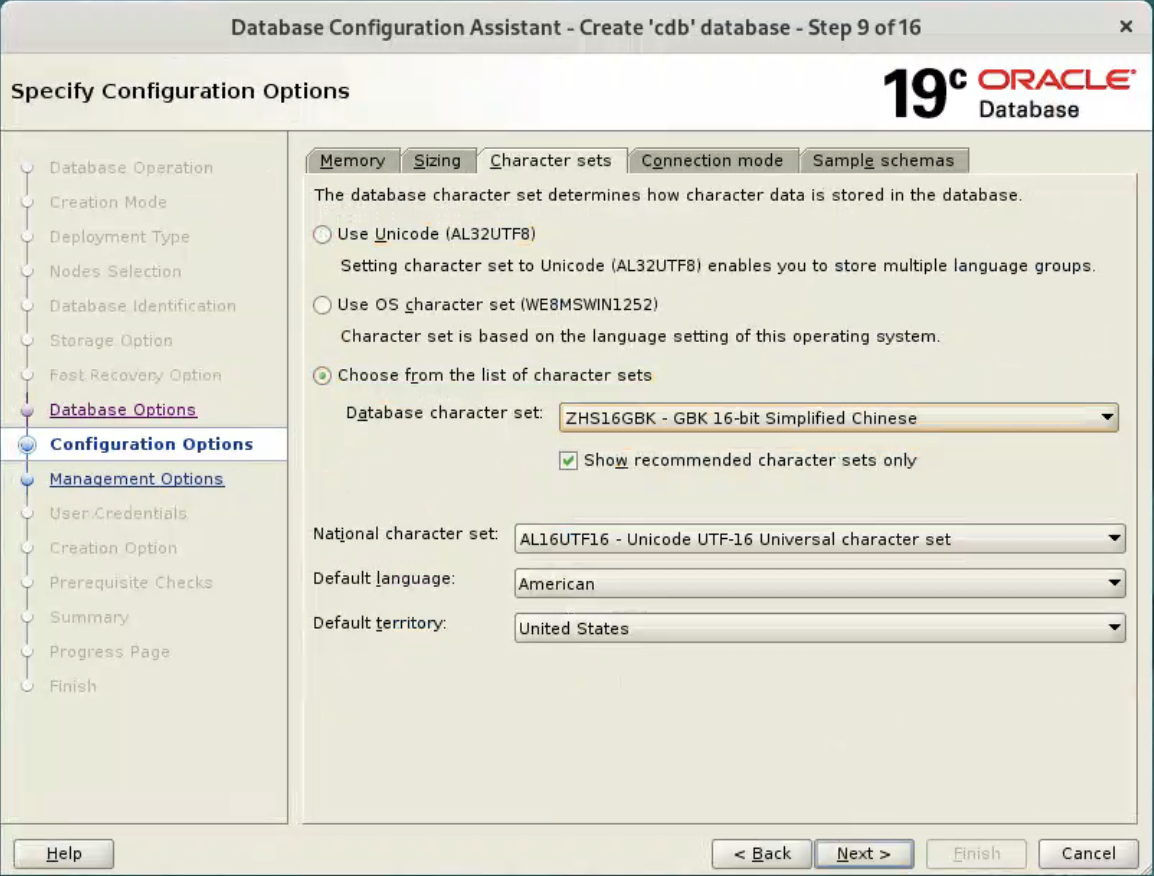 Database Configuration Assistant - Create 'cdb' database - Step 9 of 16
Specify Configuration Options
19c ORACLE Database
Database Operation
Creation Mode
Deployment Type
Nodes Selection
Database Identification
Storage Option
Fast Recovery Option
Database Options
Configuration Options
Management Options
User Credentials
Creation Option
Prerequisite Checks
Summary
Progress Page
Finish
Memory Sizing Character sets Connection mode Sample schemas
The database character set determines how character data is stored in the database.
Use Unicode (AL32UTF8)
Setting character set to Unicode (AL32UTF8) enables you to store multiple language groups.
Use OS character set (WE8MSWIN1252)
Character set is based on the language setting of this operating system.
Choose from the list of character sets
Database character set: ZHS16GBK - GBK 16-bit Simplified Chinese
Show recommended character sets only
National character set: AL16UTF16 - Unicode UTF-16 Universal character set
Default language: American
Default territory: United States
Help < Back Next > Finish Cancel